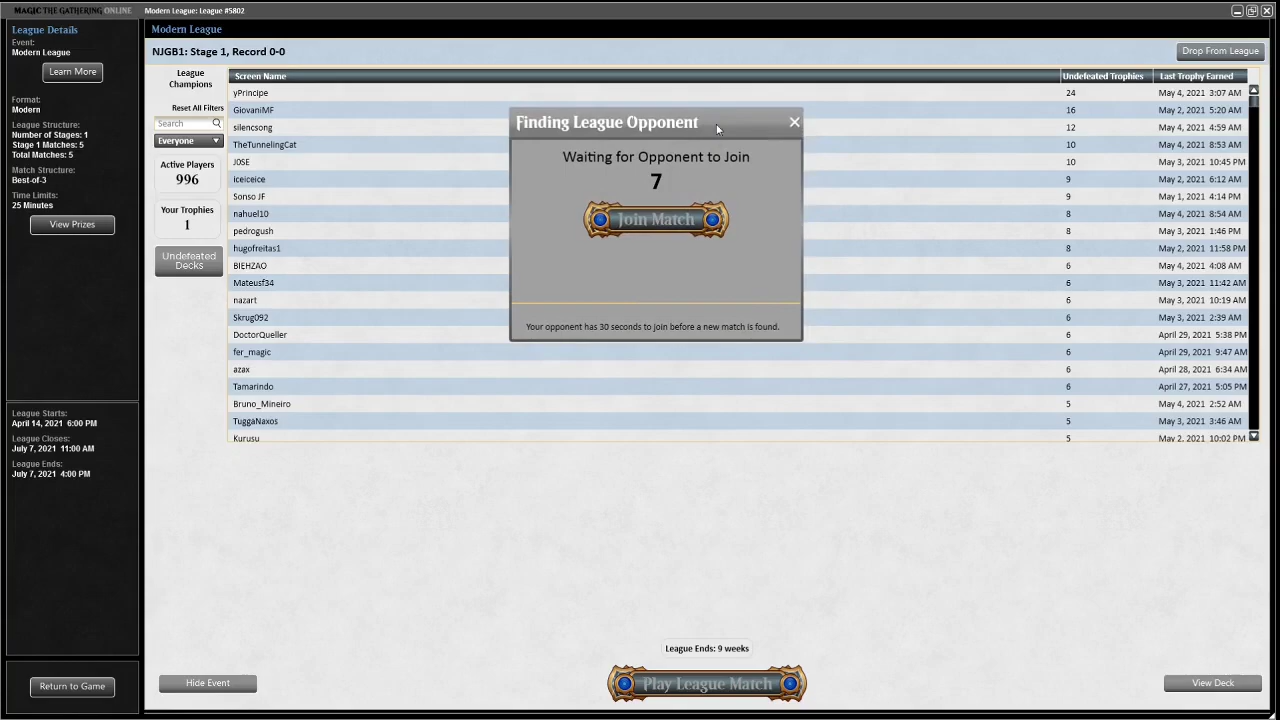 MAGIC THE GATHERING ONLINE
Modern League: League #5802
League Details
Event:
Modern League
Learn More
Format:
Modern
League Structure:
Number of Stages: 1
Stage 1 Matches: 5
Total Matches: 5
Match Structure:
Best-of-3
Time Limits:
25 Minutes
View Prizes
League Starts:
April 14, 2021 6:00 PM
League Closes:
July 7, 2021 11:00 AM
League Ends:
July 7, 2021 4:00 PM
Return to Game
Modern League
NJGB1: Stage 1, Record 0-0
Drop From League
League
Champions
Reset All Filters
Search
Everyone
Active Players
996
Your Trophies
1
Undefeated
Decks
Screen Name Undefeated Trophies Last Trophy Earned
yPrincipe 24 May 4, 2021 3:07 AM
GiovaniMF 16 May 2, 2021 5:20 AM
silencsong 12 May 4, 2021 4:59 AM
TheTunnelingCat 10 May 4, 2021 8:53 AM
J0SE 10 May 3, 2021 10:45 PM
iceiceice 9 May 2, 2021 6:12 AM
Sonso JF 9 May 1, 2021 4:14 PM
nahuel10 8 May 4, 2021 8:54 AM
pedrogush 8 May 3, 2021 1:46 PM
hugofreitas1 8 May 2, 2021 11:58 PM
BIEHZAO 6 May 4, 2021 4:08 AM
Mateusf34 6 May 3, 2021 11:42 AM
nazart 6 May 3, 2021 10:19 AM
Skrug092 6 May 3, 2021 2:39 AM
DoctorQueller 6 April 29, 2021 5:38 PM
fer_magic 6 April 29, 2021 9:47 AM
azax 6 April 28, 2021 6:34 AM
Tamarindo 6 April 27, 2021 5:05 PM
Bruno_Mineiro 5 May 4, 2021 2:52 AM
TuggaNaxos 5 May 3, 2021 3:46 AM
Kurusu 5 May 2, 2021 10:02 PM
Finding League Opponent
Waiting for Opponent to Join
7
Join Match
Your opponent has 30 seconds to join before a new match is found.
League Ends: 9 weeks
Hide Event
Play League Match
View Deck